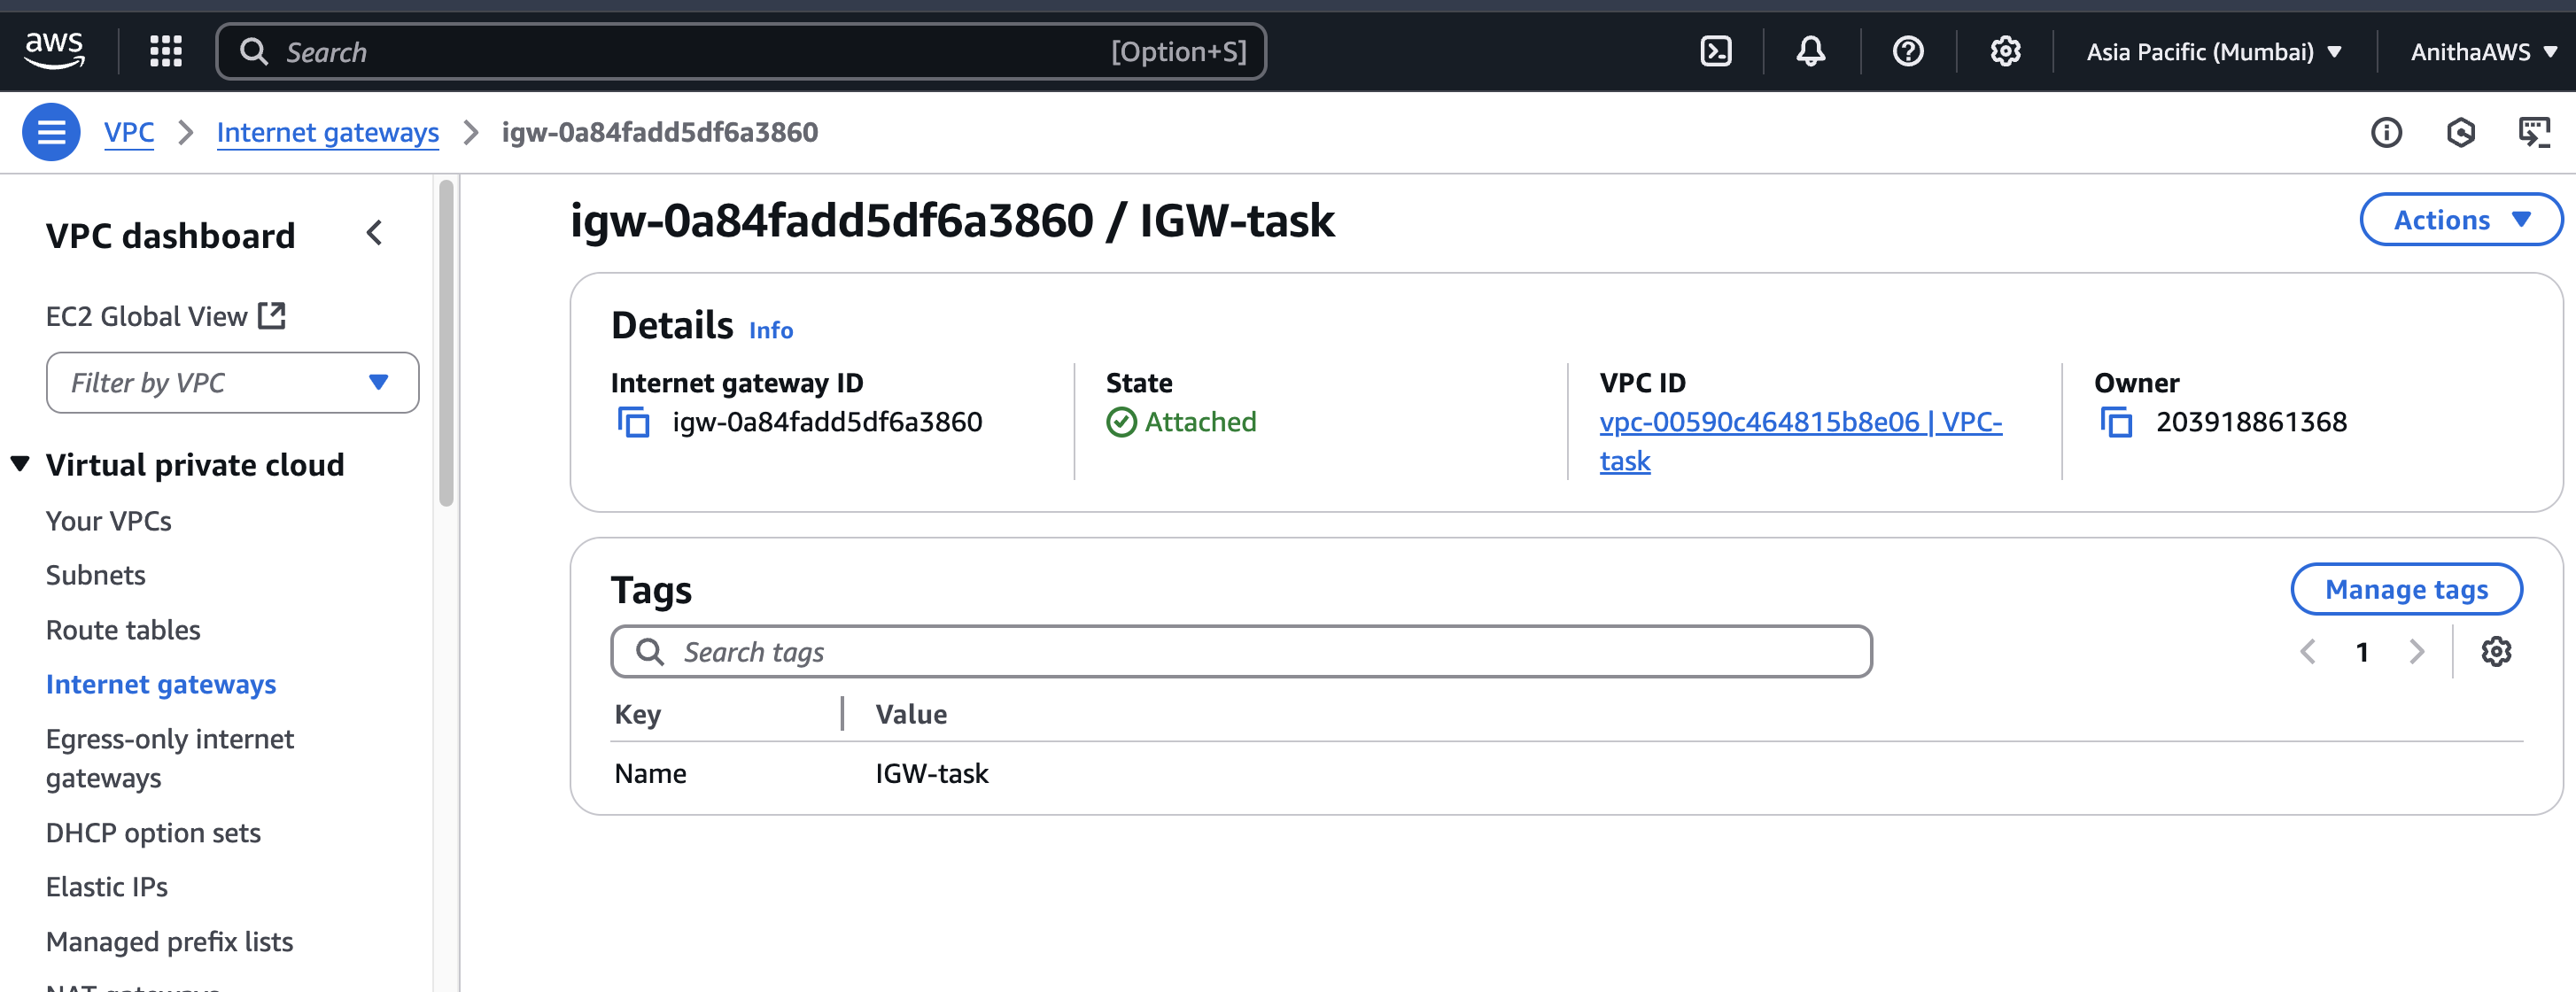 aws
Search [Option+S]
Asia Pacific (Mumbai)
AnithaAWS
VPC
Internet gateways
igw-0a84fadd5df6a3860
VPC dashboard
EC2 Global View
Filter by VPC
Virtual private cloud
Your VPCs
Subnets
Route tables
Internet gateways
Egress-only internet
gateways
DHCP option sets
Elastic IPs
Managed prefix lists
NAT gateways
igw-0a84fadd5df6a3860 / IGW-task
Actions
Details Info
Internet gateway ID
igw-0a84fadd5df6a3860
State
Attached
VPC ID
vpc-00590c464815b8e06 | VPC-
task
Owner
203918861368
Tags
Manage tags
Search tags
1
Key Value
Name IGW-task